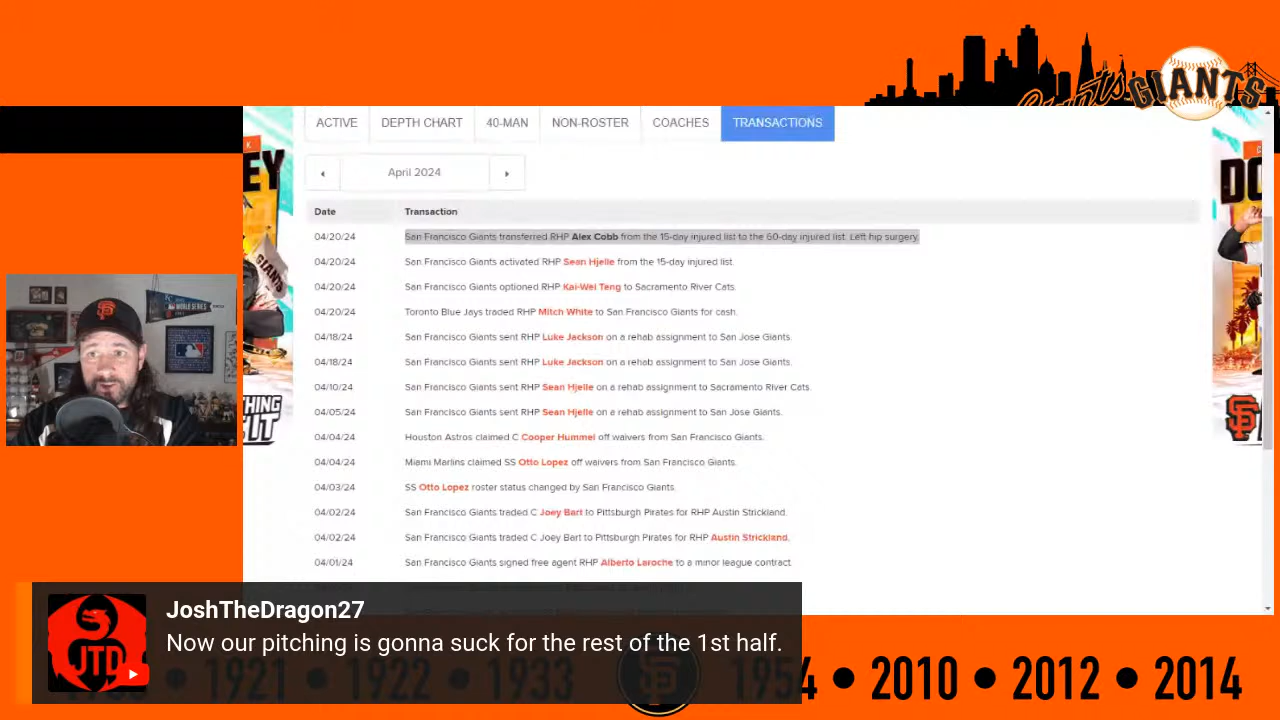 GIANTS
ACTIVE
DEPTH CHART
40-MAN
NON-ROSTER
COACHES
TRANSACTIONS
April 2024
Date Transaction
04/20/24 San Francisco Giants transferred RHP Alex Cobb from the 15-day injured list to the 60-day injured list. Left hip surgery.
04/20/24 San Francisco Giants activated RHP Sean Hjelle from the 15-day injured list.
04/20/24 San Francisco Giants optioned RHP Kai-Wei Teng to Sacramento River Cats.
04/20/24 Toronto Blue Jays traded RHP Mitch White to San Francisco Giants for cash.
04/18/24 San Francisco Giants sent RHP Luke Jackson on a rehab assignment to San Jose Giants.
04/18/24 San Francisco Giants sent RHP Luke Jackson on a rehab assignment to San Jose Giants.
04/10/24 San Francisco Giants sent RHP Sean Hjelle on a rehab assignment to Sacramento River Cats.
04/05/24 San Francisco Giants sent RHP Sean Hjelle on a rehab assignment to San Jose Giants.
04/04/24 Houston Astros claimed C Cooper Hummel off waivers from San Francisco Giants.
04/04/24 Miami Marlins claimed SS Otto Lopez off waivers from San Francisco Giants.
04/03/24 SS Otto Lopez roster status changed by San Francisco Giants.
04/02/24 San Francisco Giants traded C Joey Bart to Pittsburgh Pirates for RHP Austin Strickland.
04/02/24 San Francisco Giants traded C Joey Bart to Pittsburgh Pirates for RHP Austin Strickland.
04/01/24 San Francisco Giants signed free agent RHP Alberto Laroche to a minor league contract.
JTD
JoshTheDragon27
Now our pitching is gonna suck for the rest of the 1st half.
1921 • 1922 • 1933 SF 1954 • 2010 • 2012 • 2014